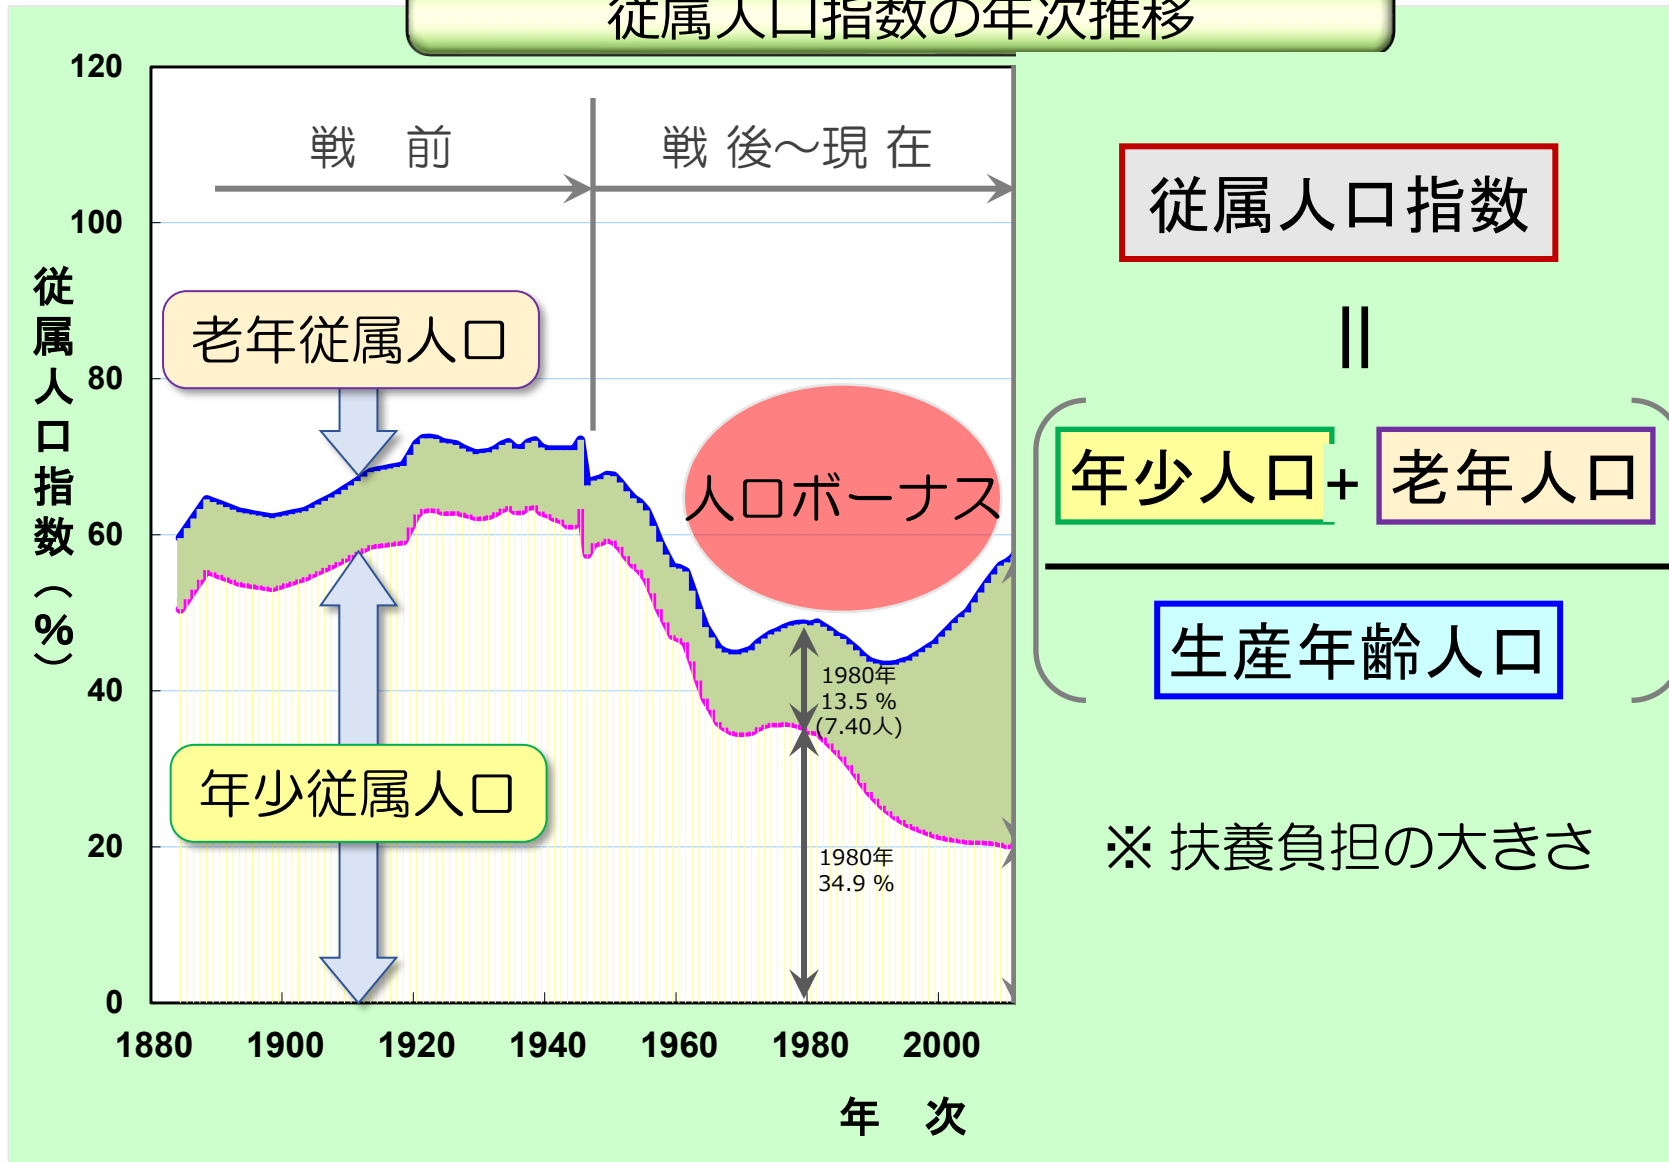 従属人口指数の年次推移
120
100
80
60
40
20
0
従属人口指数(%)
戦 前
戦 後～現 在
老年従属人口
年少従属人口
人口ボーナス
1980年
13.5 %
(7.40人)
1980年
34.9 %
1880 1900 1920 1940 1960 1980 2000
年 次
従属人口指数
||
年少人口 + 老年人口
生産年齢人口
※ 扶養負担の大きさ